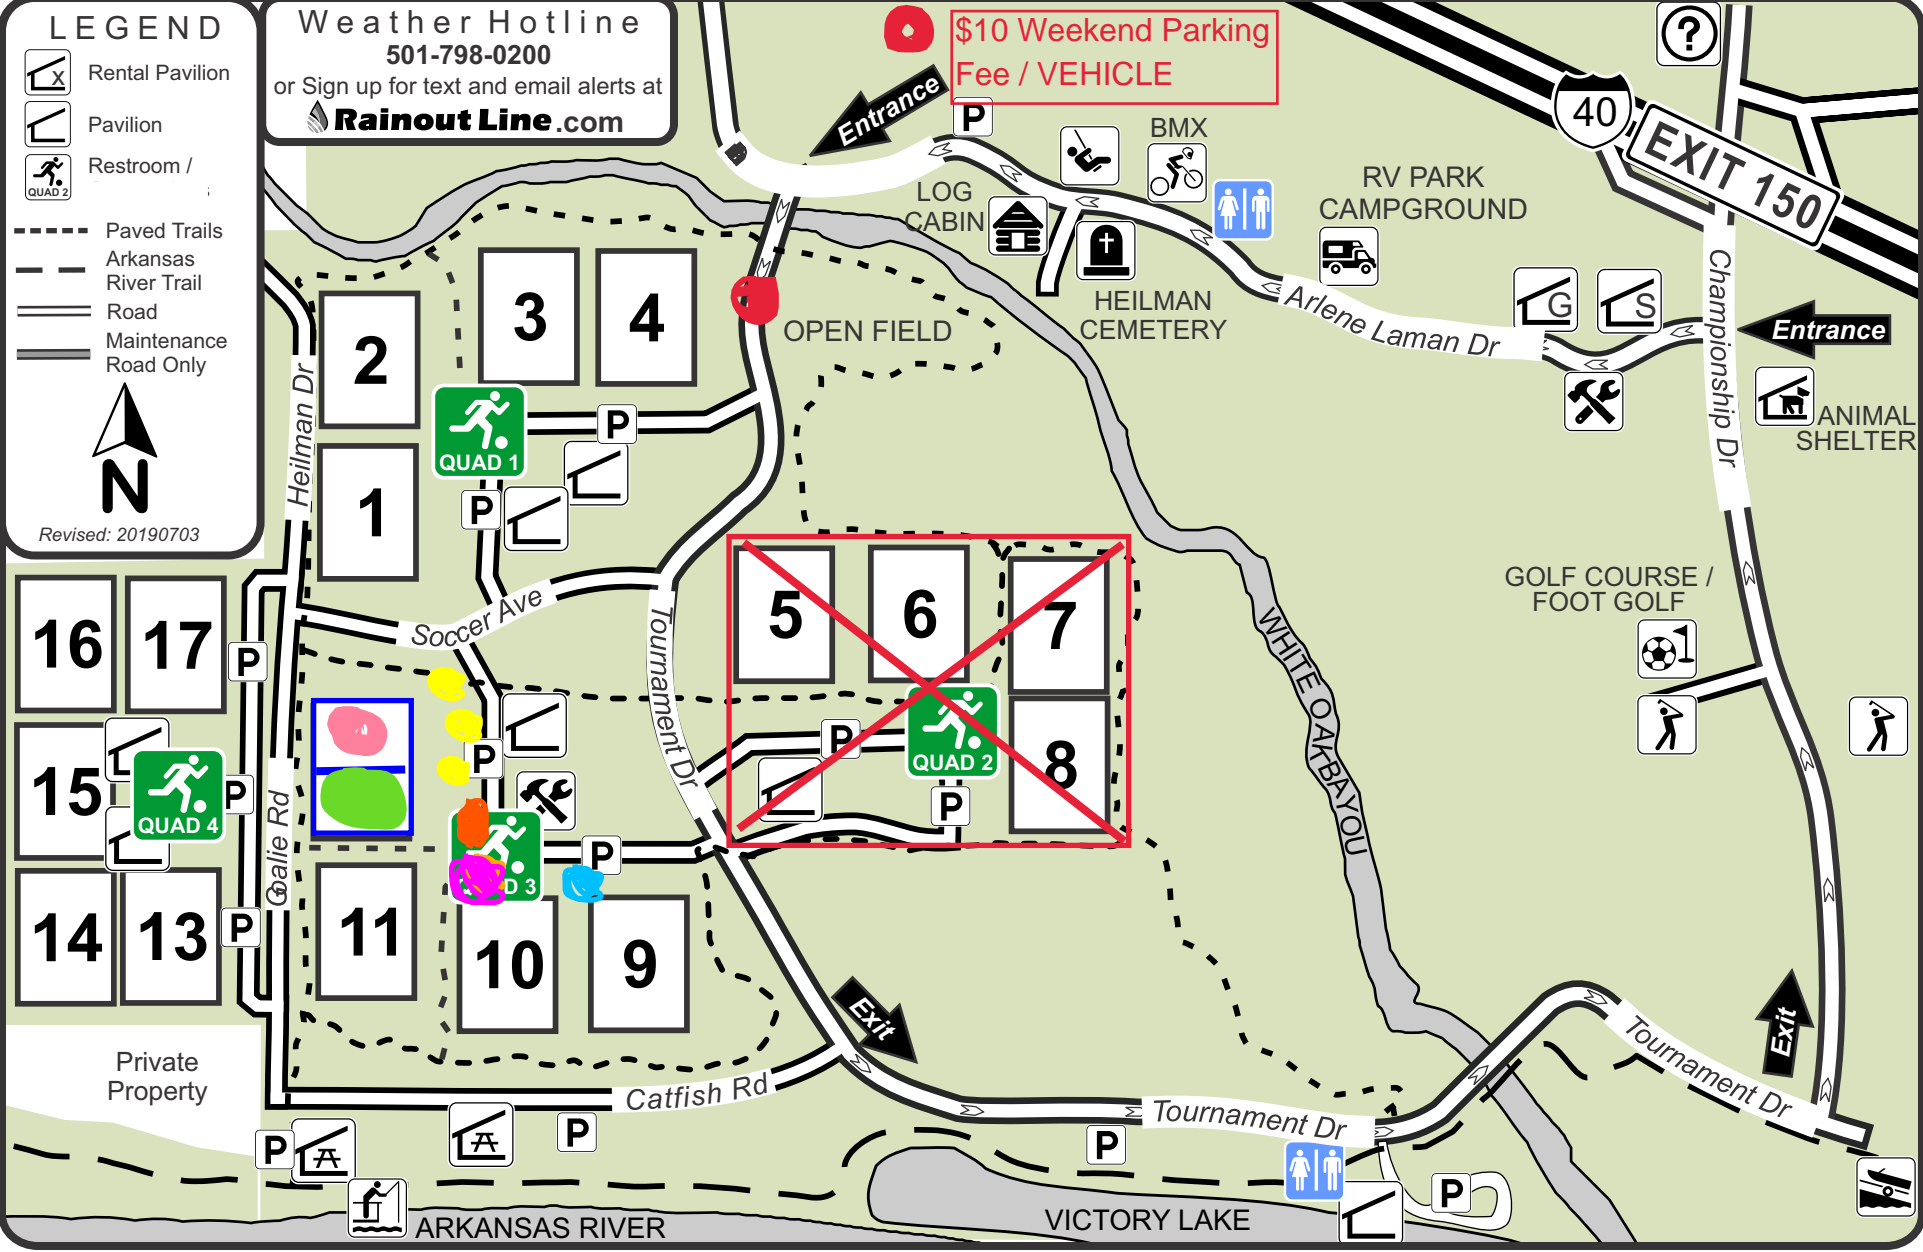 LEGEND
X
Rental Pavilion
Pavilion
QUAD 2
Restroom /
Paved Trails
Arkansas
River Trail
Road
Maintenance
Road Only
N
Revised: 20190703
Weather Hotline
501-798-0200
or Sign up for text and email alerts at
Rainout Line.com
$10 Weekend Parking
Fee / VEHICLE
Entrance
P
BMX
LOG
CABIN
HEILMAN
CEMETERY
RV PARK
CAMPGROUND
?
40
EXIT 150
Arlene Laman Dr
G
S
Championship Dr
Entrance
ANIMAL
SHELTER
OPEN FIELD
2
3
4
QUAD 1
P
1
P
Heilman Dr
Soccer Ave
Tournament Dr
5
6
7
8
P
QUAD 2
P
WHITE OAK BAYOU
GOLF COURSE /
FOOT GOLF
16
17
P
15
QUAD 4
P
14
13
P
Goalie Rd
P
D 3
P
11
10
9
Exit
Private
Property
Catfish Rd
P
P
Tournament Dr
P
P
Tournament Dr
Exit
ARKANSAS RIVER
VICTORY LAKE